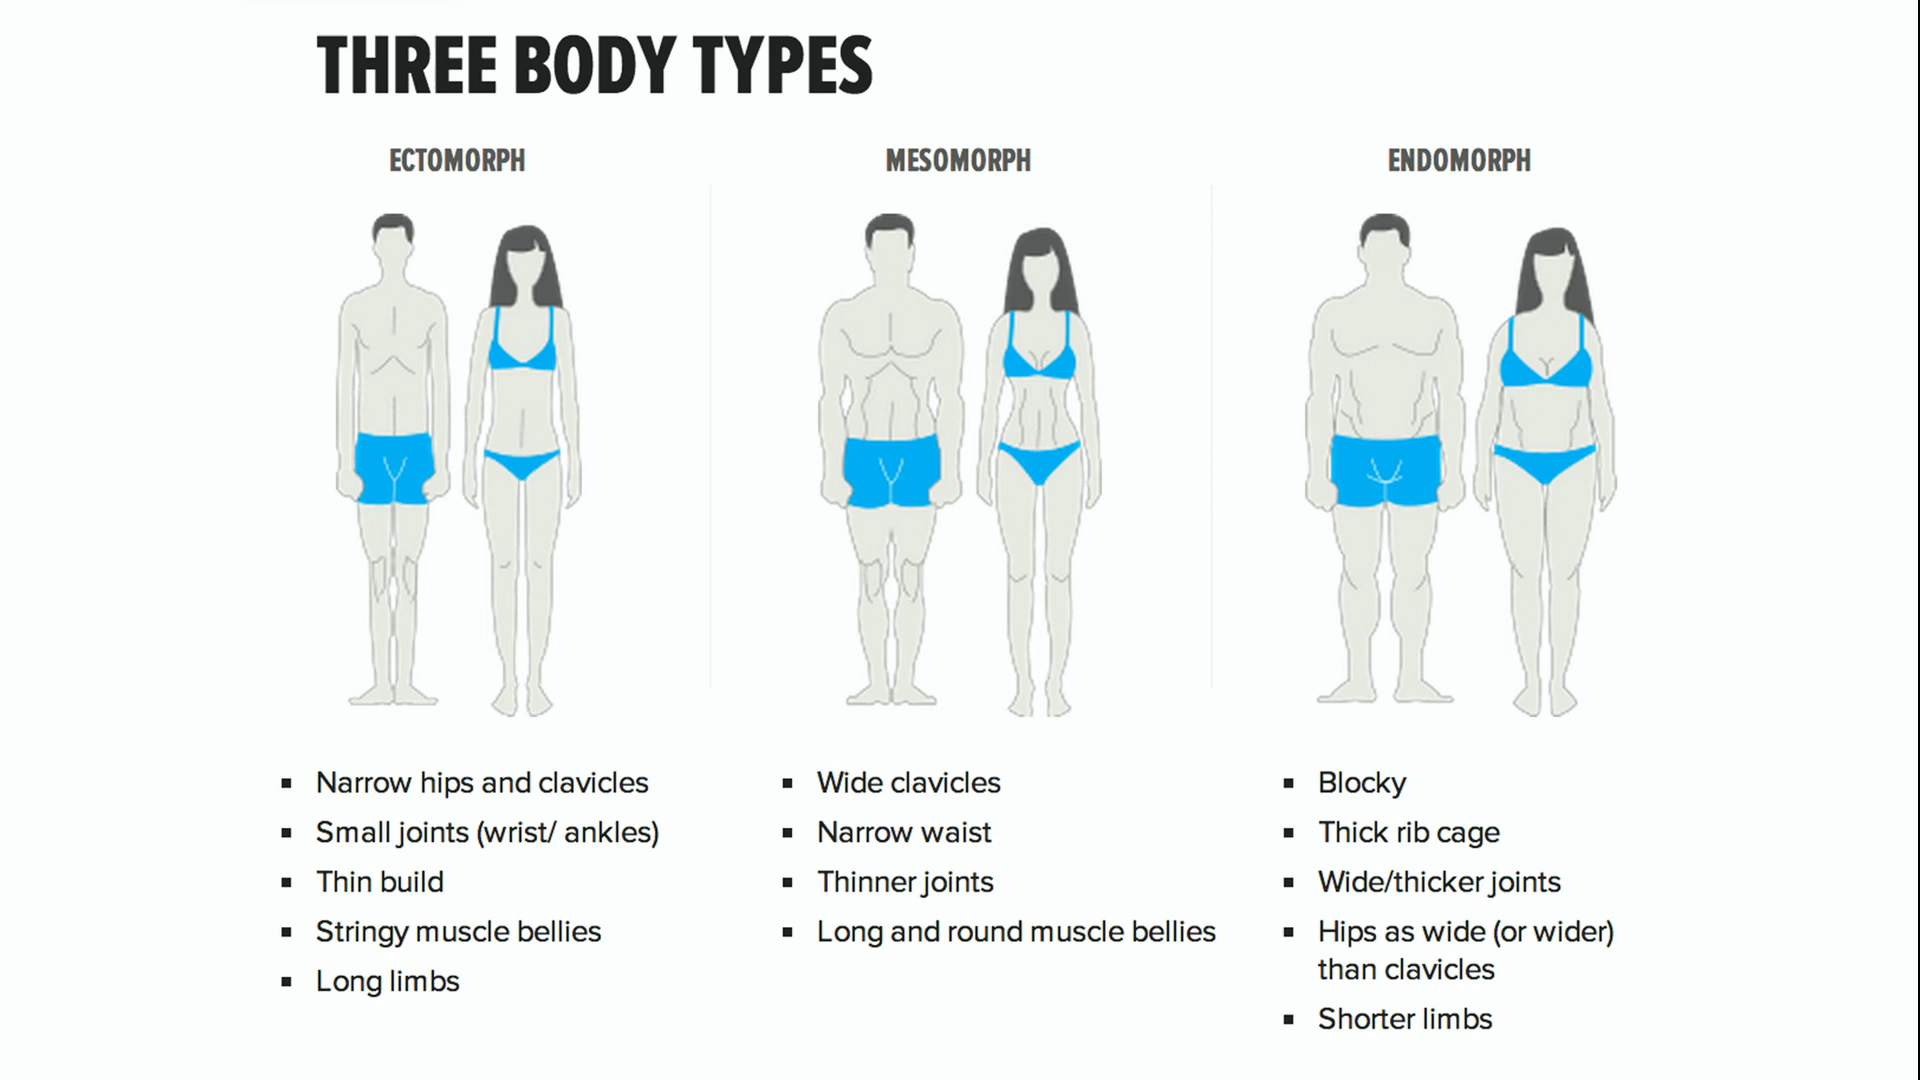 THREE BODY TYPES
ECTOMORPH
MESOMORPH
ENDOMORPH
▪ Narrow hips and clavicles
▪ Small joints (wrist/ ankles)
▪ Thin build
▪ Stringy muscle bellies
▪ Long limbs
▪ Wide clavicles
▪ Narrow waist
▪ Thinner joints
▪ Long and round muscle bellies
▪ Blocky
▪ Thick rib cage
▪ Wide/thicker joints
▪ Hips as wide (or wider)
than clavicles
▪ Shorter limbs